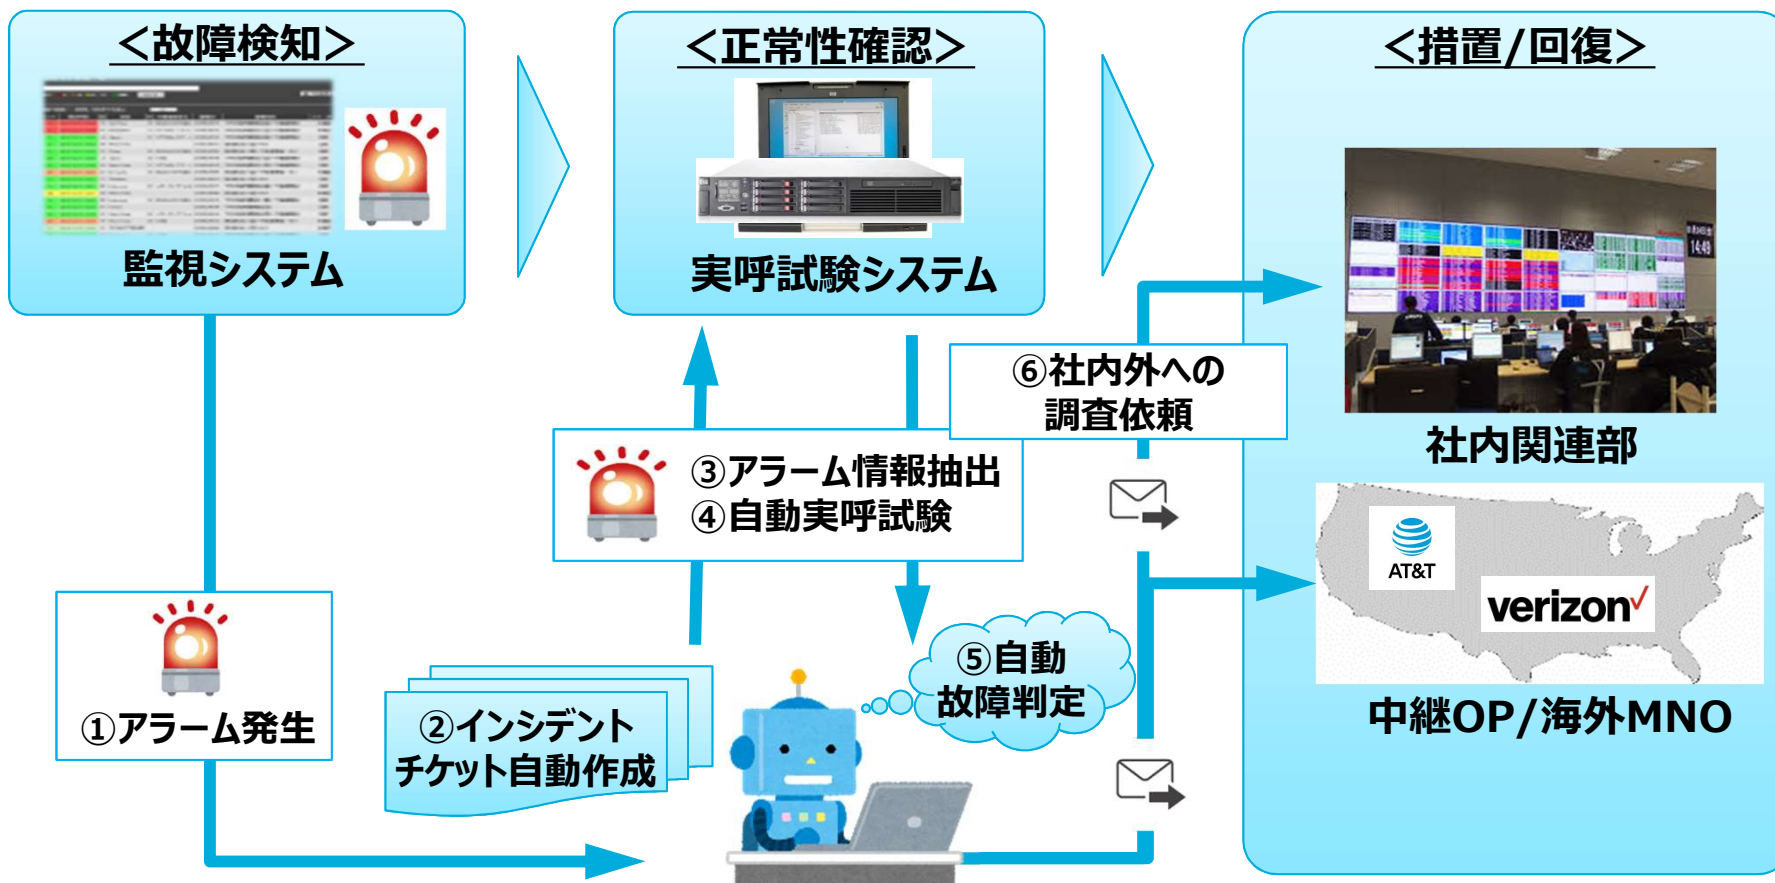 ＜故障検知＞
監視システム
＜正常性確認＞
実呼試験システム
＜措置/回復＞
14:49
社内関連部
AT&T
verizon✓
中継OP/海外MNO
①アラーム発生
②インシデント
チケット自動作成
③アラーム情報抽出
④自動実呼試験
⑤自動
故障判定
⑥社内外への
調査依頼